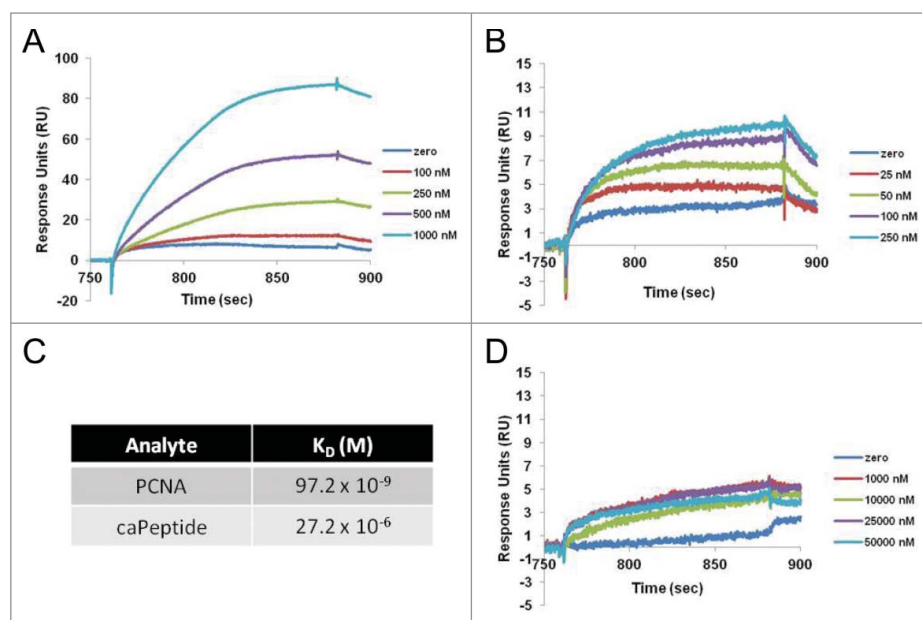 A
100
80
60
40
20
0
-20
750
800
850
900
Response Units (RU)
Time (sec)
zero
100 nM
250 nM
500 nM
1000 nM
B
15
13
11
9
7
5
3
1
-1
-3
-5
750
800
850
900
Response Units (RU)
Time (sec)
zero
25 nM
50 nM
100 nM
250 nM
C
Analyte KD (M)
PCNA 97.2 x 10-9
caPeptide 27.2 x 10-6
D
15
13
11
9
7
5
3
1
-1
-3
-5
750
800
850
900
Response Units (RU)
Time (sec)
zero
1000 nM
10000 nM
25000 nM
50000 nM